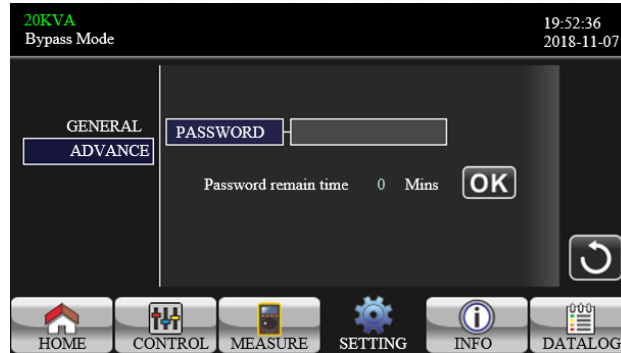 20KVA
Bypass Mode
19:52:36
2018-11-07
GENERAL
ADVANCE
PASSWORD
Password remain time 0 Mins
OK
HOME CONTROL MEASURE SETTING INFO DATALOG